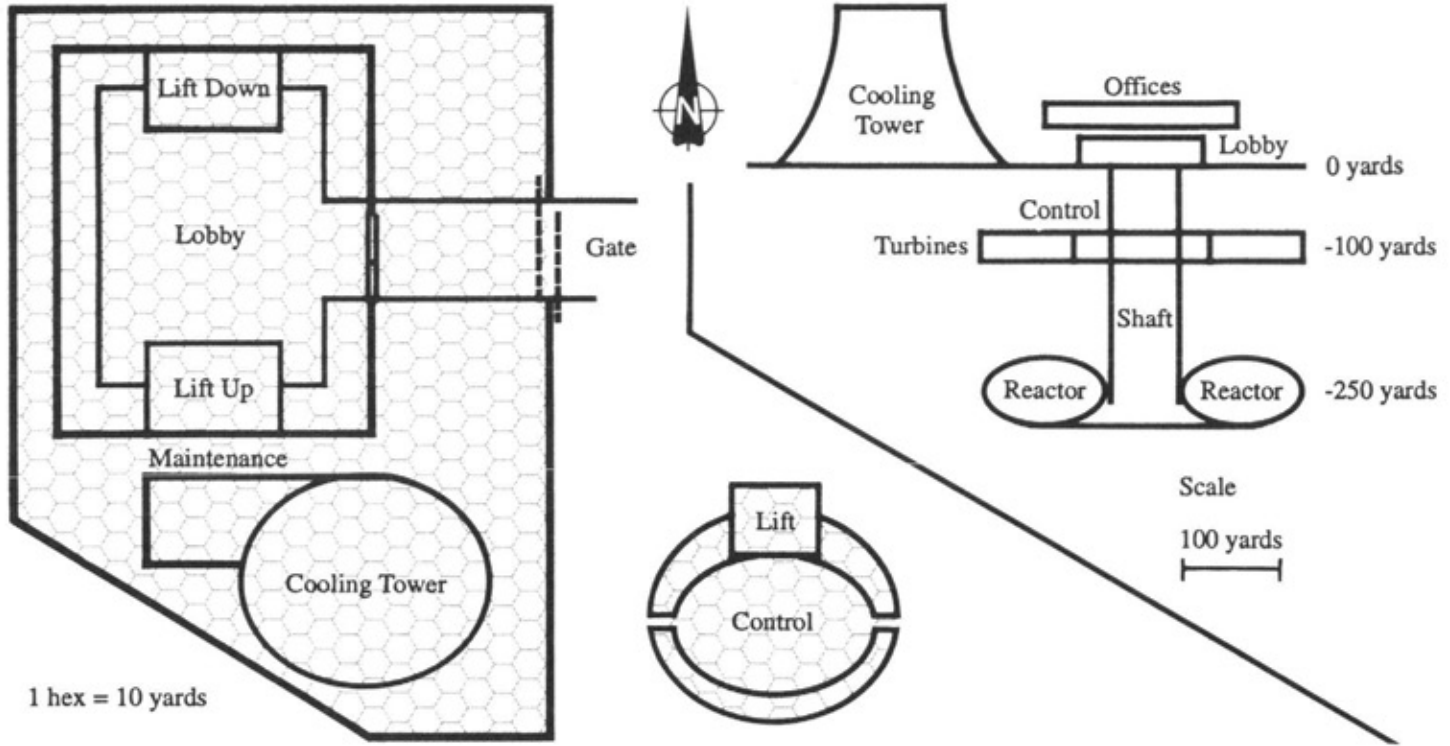 Lift Down
Lobby
Gate
Lift Up
Maintenance
Cooling Tower
1 hex = 10 yards
N
Cooling
Tower
Offices
Lobby
0 yards
Control
Turbines
-100 yards
Shaft
Reactor
Reactor
-250 yards
Scale
100 yards
Lift
Control